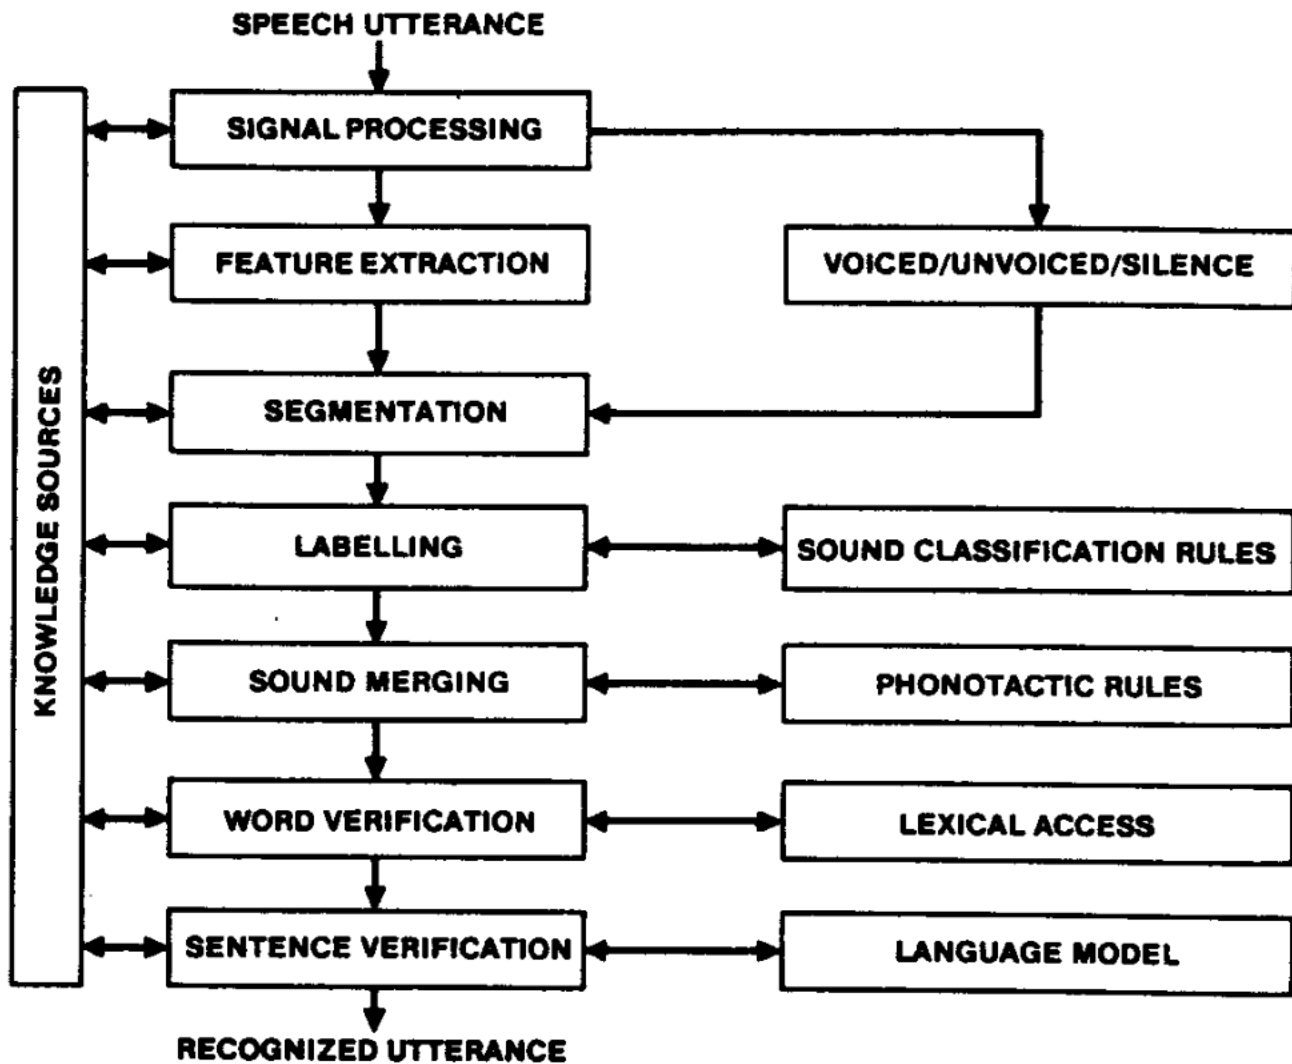 SPEECH UTTERANCE
SIGNAL PROCESSING
FEATURE EXTRACTION
VOICED/UNVOICED/SILENCE
SEGMENTATION
KNOWLEDGE SOURCES
LABELLING
SOUND CLASSIFICATION RULES
SOUND MERGING
PHONOTACTIC RULES
WORD VERIFICATION
LEXICAL ACCESS
SENTENCE VERIFICATION
LANGUAGE MODEL
RECOGNIZED UTTERANCE